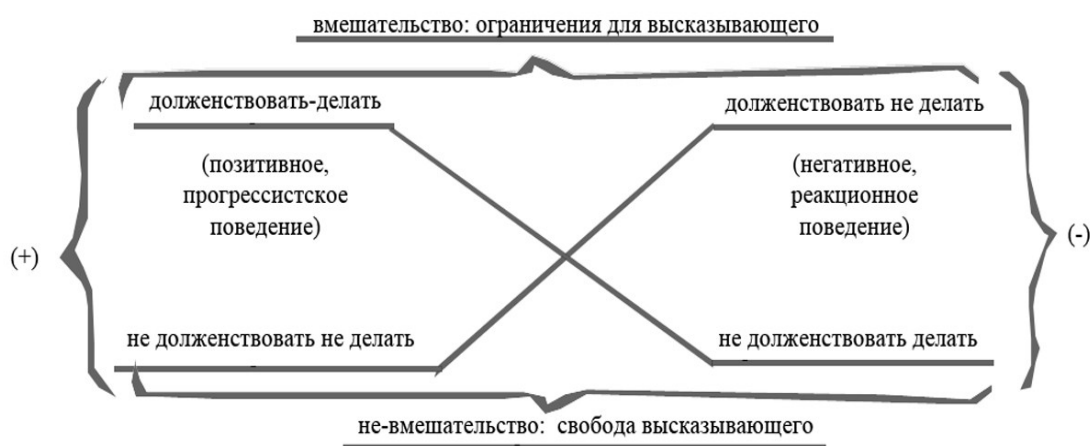 вмешательство: ограничения для высказывающего
долженствовать-делать
долженствовать не делать
(позитивное,
прогрессистское
поведение)
(негативное,
реакционное
поведение)
(+)
(-)
не долженствовать не делать
не долженствовать делать
не-вмешательство: свобода высказывающего